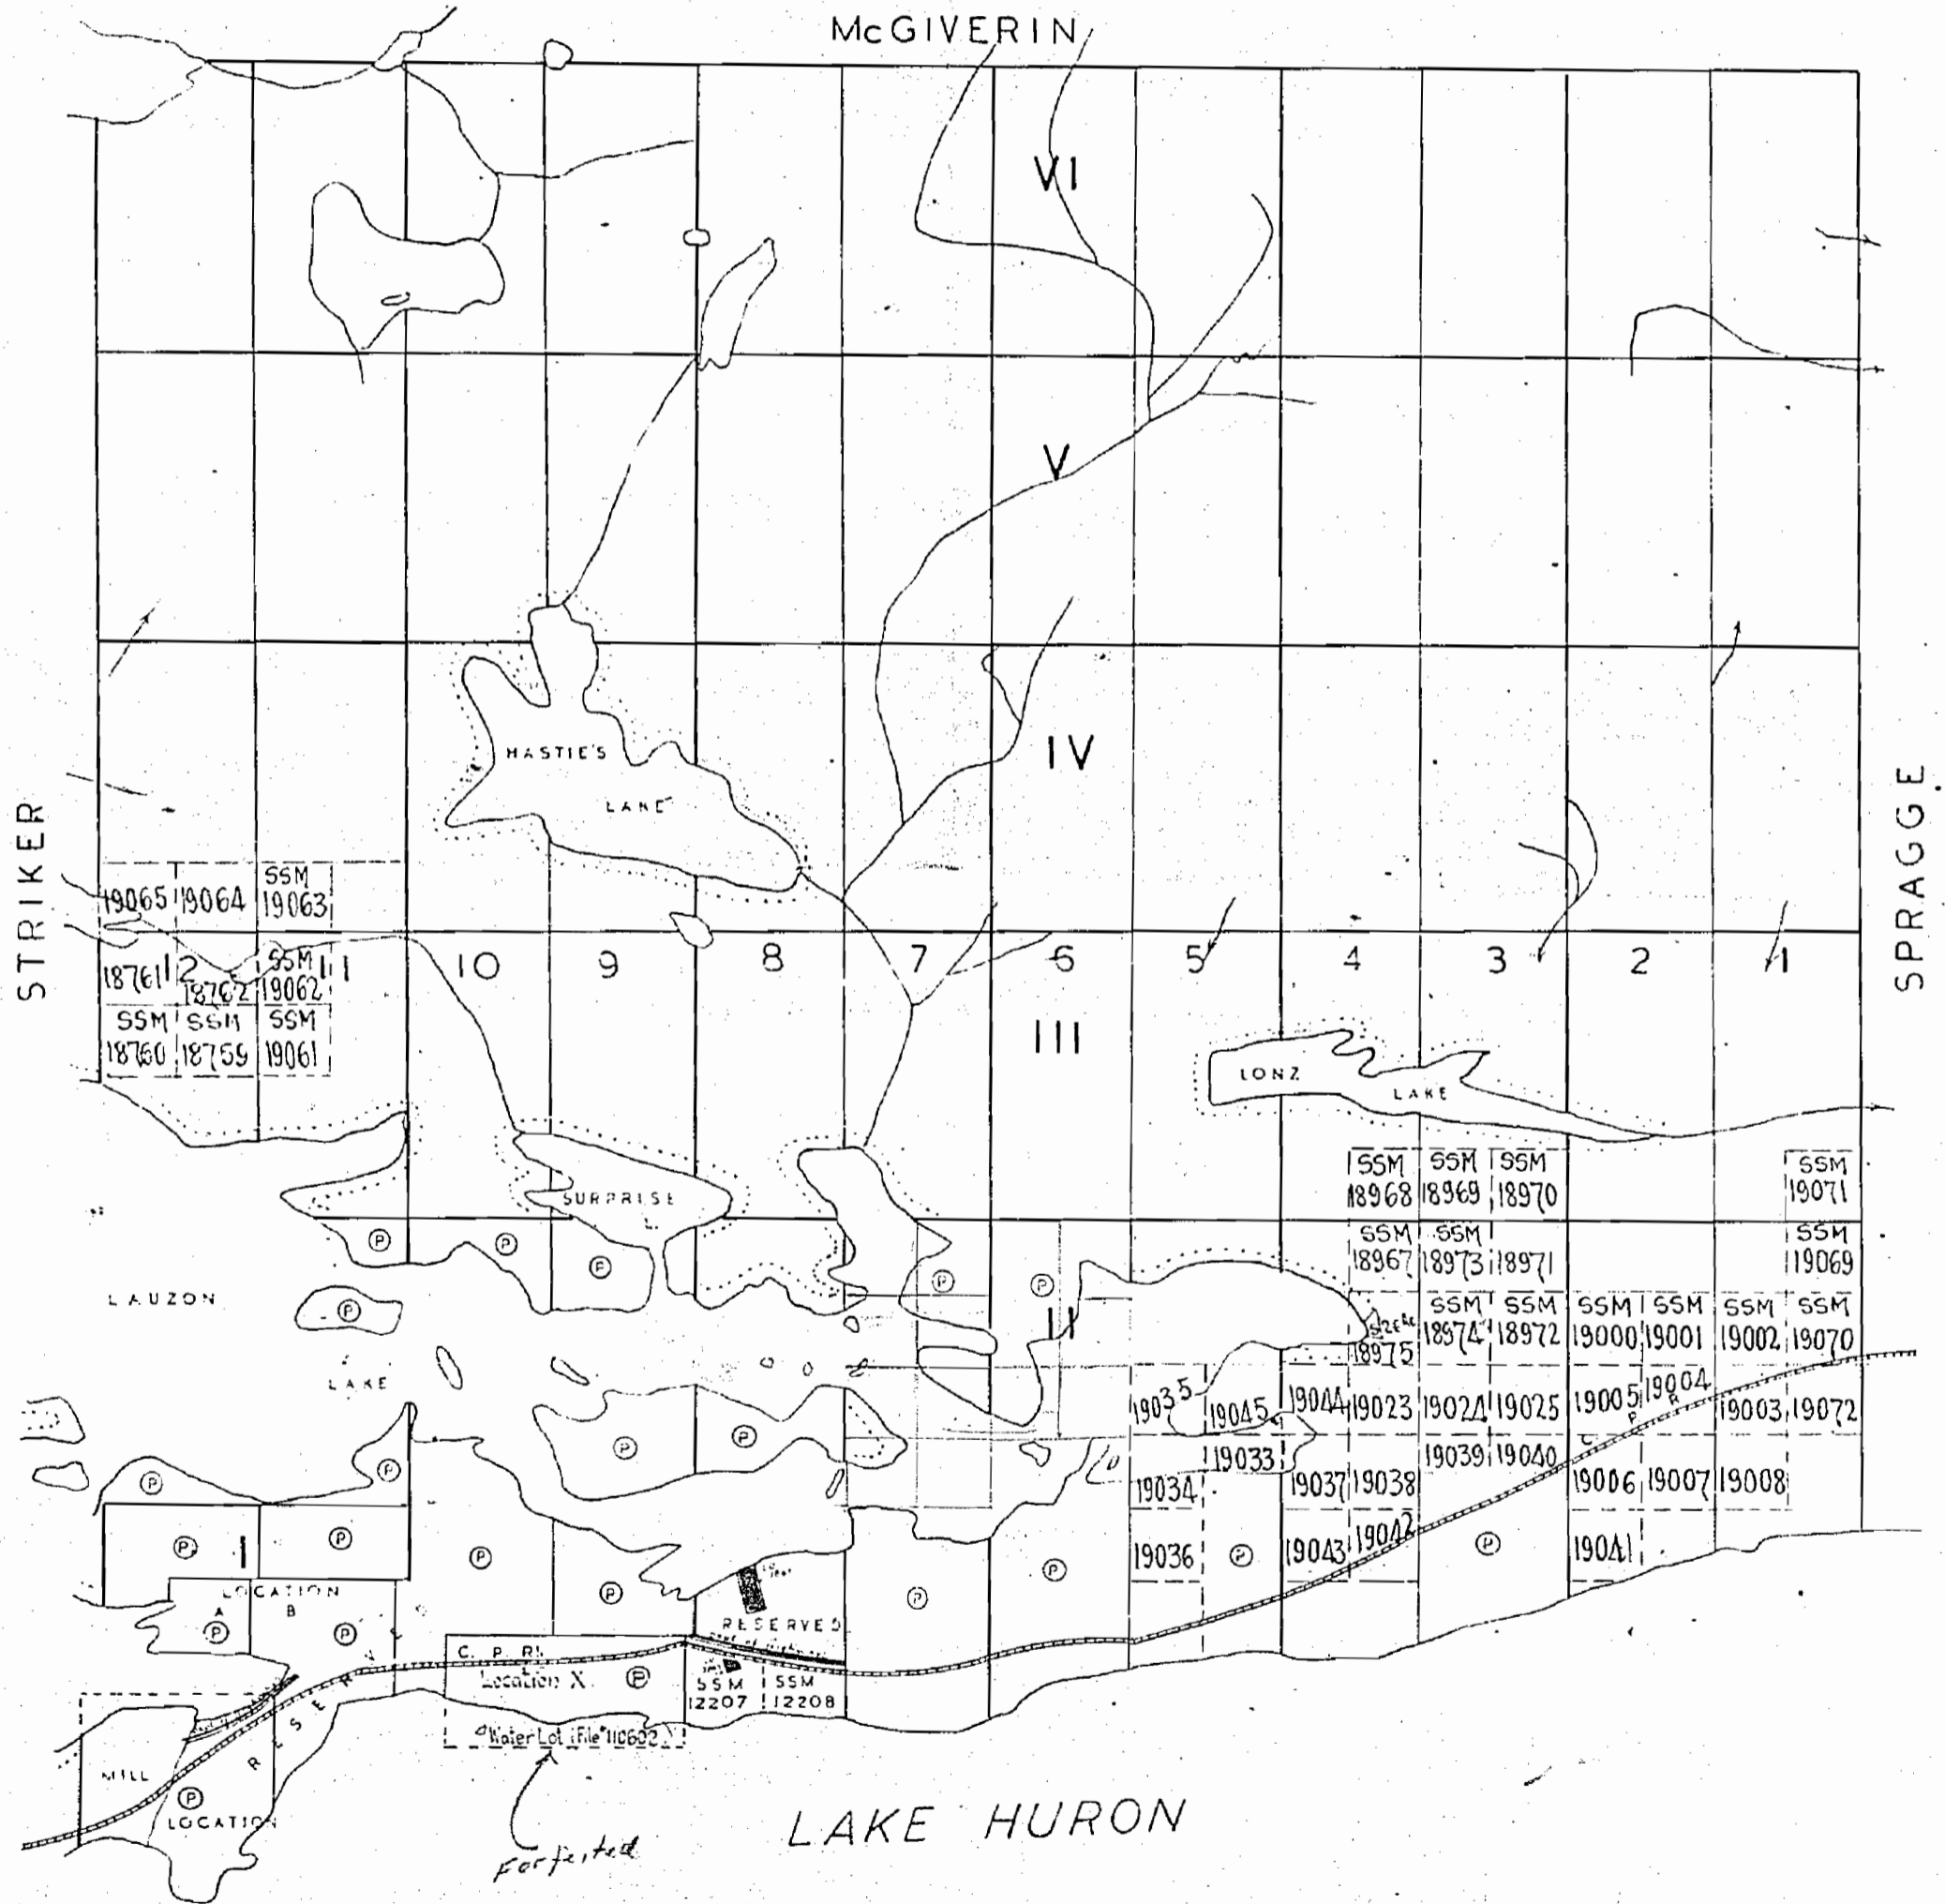 McGIVERIN
VI
V
HASTIE'S
LANE
IV
STRIKER
SPRAGGE
SSM
19065 19064 19063
10 9 8 7 6 5 4 3 2 1
18761 12 18762 SSM 19062 11
SSM SSM SSM
18760 18759 19061
III
LONZ
LAKE
SSM SSM SSM SSM
18968 18969 18970 19071
SURPRISE
L.
SSM SSM SSM
18967 18973 18971 19069
P P P P P
LAUZON
P
II
SSM SSM SSM SSM SSM SSM
18974 18972 19000 19001 19002 19070
18975
LAKE
19035 19045 19044 19023 19024 19025 19005 19004 19003 19072
C P R
P P
19033 19039 19040
P P
19034 19037 19038 19006 19007 19008
P I P P P P P
19036 P 19043 19042 P 19041
LOCATION
A B
P P
RESERVED
C. P. R.
Location X P
SSM SSM
12207 12208
Water Lot (File 110602)
RESERVE
MILL
P
LOCATION
Forfeited
LAKE HURON